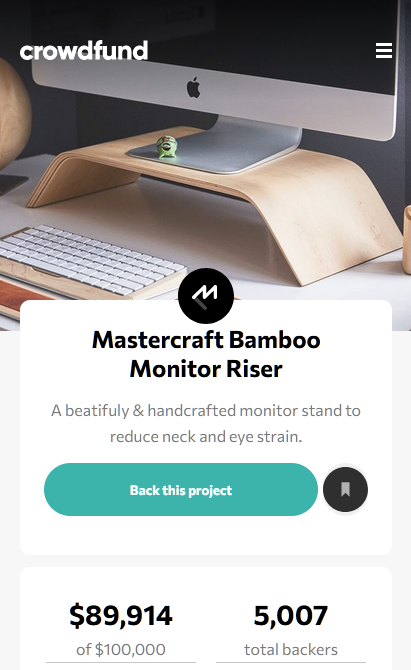 crowdfund
Mastercraft Bamboo
Monitor Riser
A beatifuly & handcrafted monitor stand to
reduce neck and eye strain.
Back this project
$89,914
5,007
of $100,000
total backers